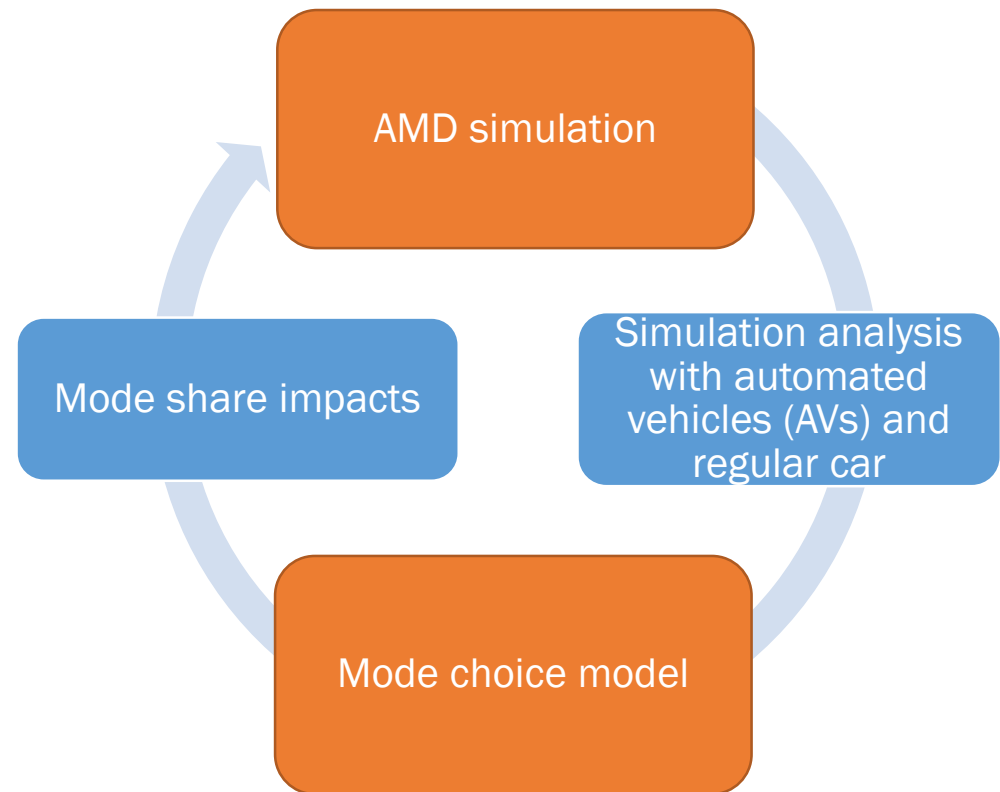 AMD simulation
Mode share impacts
Simulation analysis
with automated
vehicles (AVs) and
regular car
Mode choice model